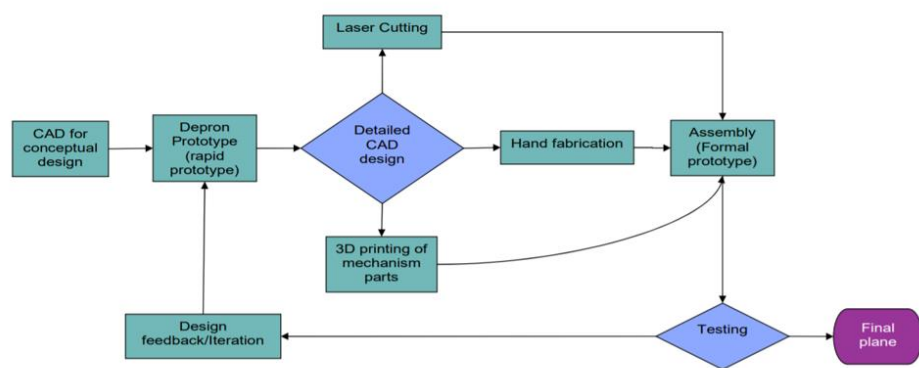 Laser Cutting
CAD for
conceptual
design
Depron
Prototype
(rapid
prototype)
Detailed
CAD
design
Hand fabrication
Assembly
(Formal
prototype)
3D printing of
mechanism
parts
Design
feedback/Iteration
Testing
Final
plane